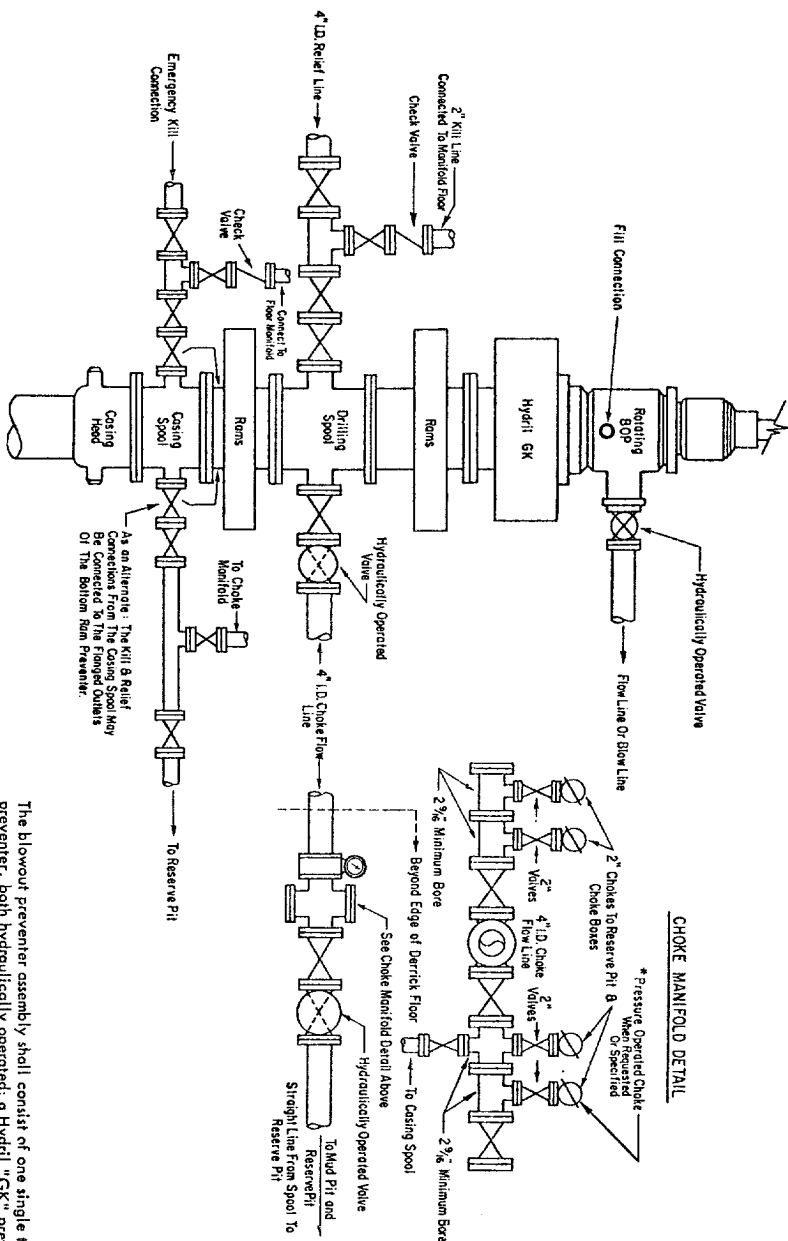 4" I.D. Relief Line
2" Kill Line
Connected To Manifold Floor
Check Valve
Fill Connection
Emergency Kill
Connection
Check
Valve
Connect To
Floor Manifold
Casing
Head
Casing
Spool
Rams
Drilling
Spool
Rams
Hydril GK
Rotating
BOP
Hydraulically Operated Valve
Flow Line Or Blow Line
Hydraulically Operated
Valve
4" I.D. Choke Flow
Line
To Choke
Manifold
As an Alternate: The Kill & Relief
Connections From The Casing Spool May
Be Connected To The Flanged Outlets
Of The Bottom Ram Preventer.
To Reserve Pit
CHOKE MANIFOLD DETAIL
2 9/16 Minimum Bore
2"
Valves
2" Chokes To Reserve Pit &
Choke Boxes
4" I.D. Choke
Flow Line
2"
Valves
*Pressure Operated Choke
When Requested
Or Specified
2 9/16 Minimum Bore
To Casing Spool
Beyond Edge of Derrick Floor
See Choke Manifold Detail Above
Hydraulically Operated Valve
To Mud Pit and
Reserve Pit
Straight Line From Spool To
Reserve Pit
The blowout preventer assembly shall consist of one single
preventer, both hydraulically operated; a Hydril "GK"